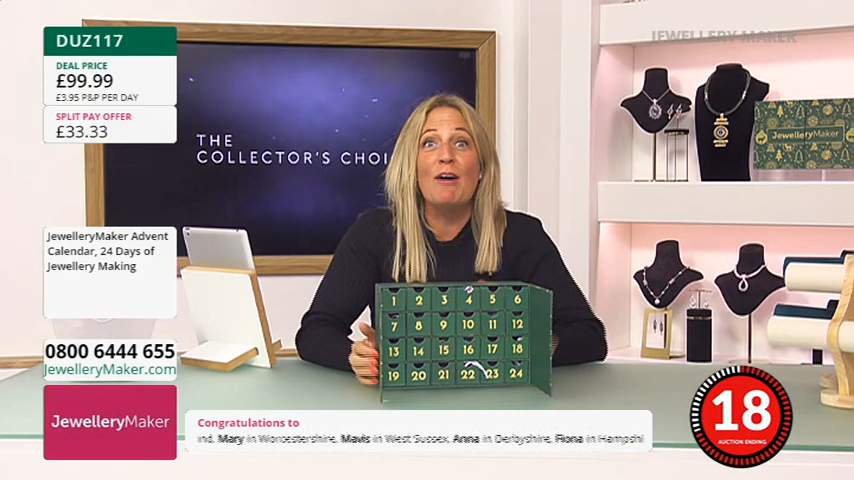 DUZ117
DEAL PRICE
£99.99
£3.95 P&P PER DAY
SPLIT PAY OFFER
£33.33
JewelleryMaker Advent
Calendar, 24 Days of
Jewellery Making
0800 6444 655
JewelleryMaker.com
JewelleryMaker
THE
COLLECTOR'S CHOI
JEWELLERY MAKER
JewelleryMaker
1 2 3 4 5 6
7 8 9 10 11 12
13 14 15 16 17 18
19 20 21 22 23 24
18
AUCTION ENDING
Congratulations to
nd, Mary in Worcestershire, Mavis in West Sussex, Anna in Derbyshire, Fiona in Hampshi